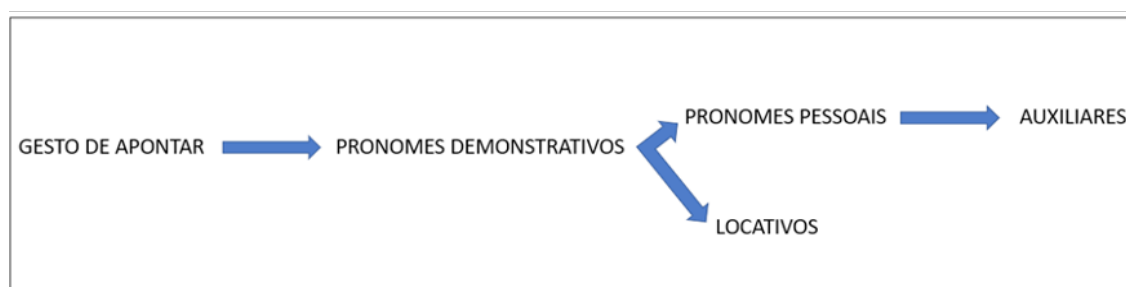 GESTO DE APONTAR
PRONOMES DEMONSTRATIVOS
PRONOMES PESSOAIS
AUXILIARES
LOCATIVOS